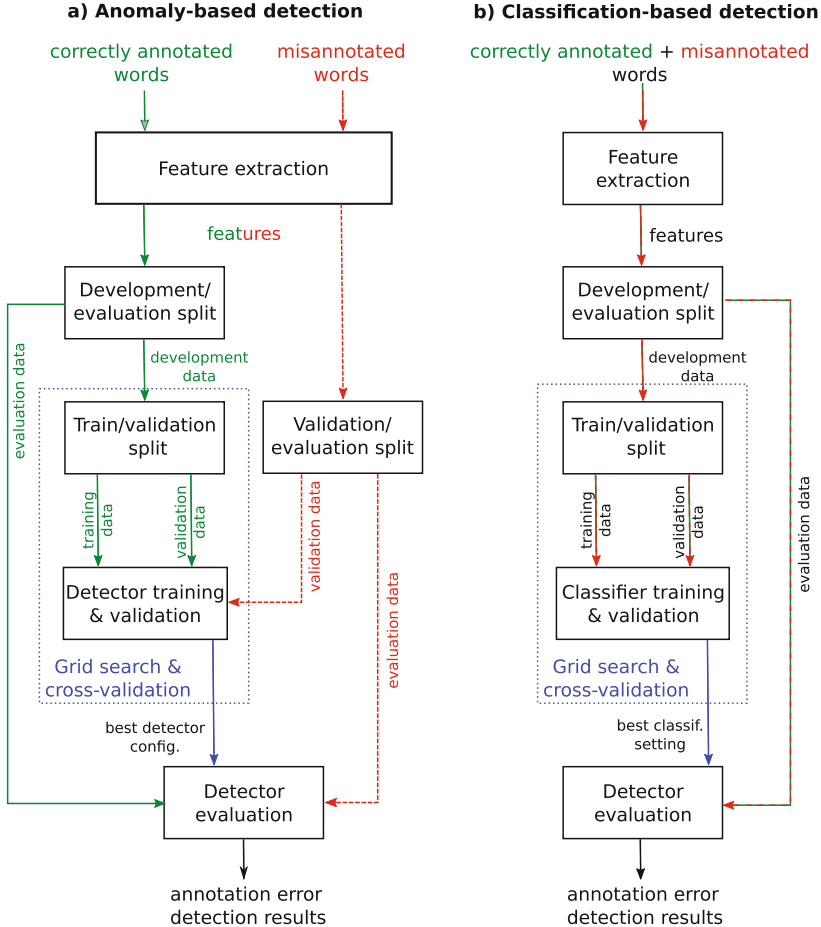 a) Anomaly-based detection
correctly annotated
words
misannotated
words
Feature extraction
features
Development/
evaluation split
development
data
evaluation data
Train/validation
split
Validation/
evaluation split
training
data
validation
data
validation data
evaluation data
Detector training
& validation
Grid search &
cross-validation
best detector
config.
Detector
evaluation
annotation error
detection results
b) Classification-based detection
correctly annotated + misannotated
words
Feature
extraction
features
Development/
evaluation split
development
data
Train/validation
split
training
data
validation
data
evaluation data
Classifier training
& validation
Grid search &
cross-validation
best classif.
setting
Detector
evaluation
annotation error
detection results